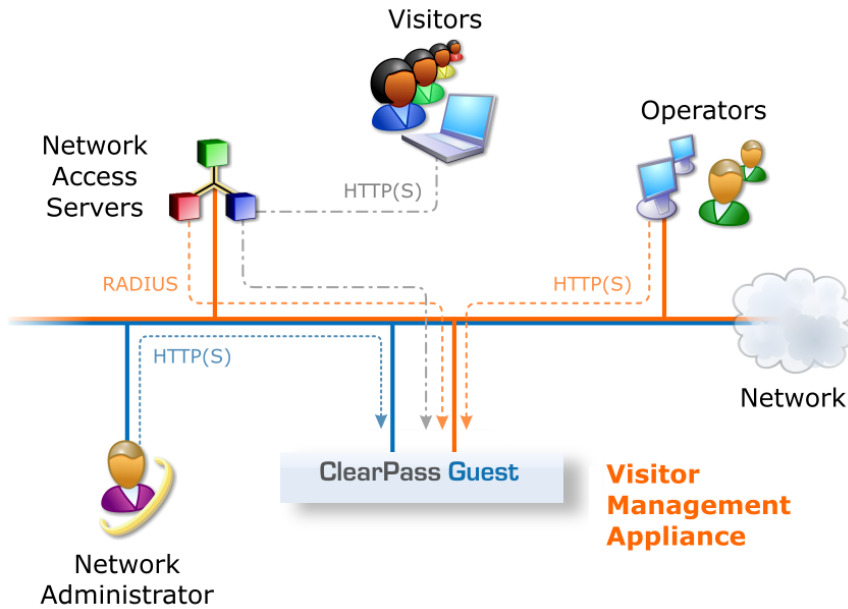 Visitors
Operators
Network
Access
Servers
HTTP(S)
RADIUS
HTTP(S)
HTTP(S)
Network
ClearPass Guest
Visitor
Management
Appliance
Network
Administrator